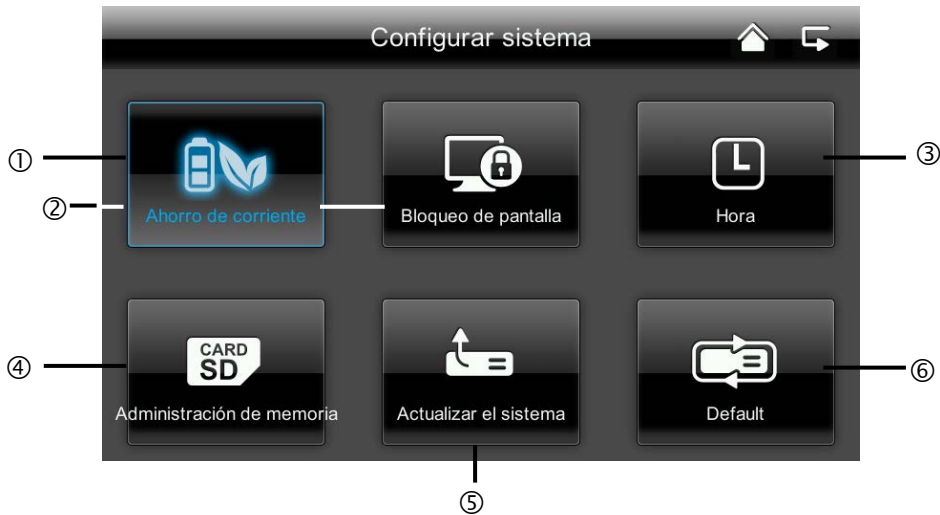 Configurar sistema
①
②
③
Ahorro de corriente
Bloqueo de pantalla
L
Hora
④
CARD
SD
⑥
Administración de memoria
Actualizar el sistema
Default
⑤